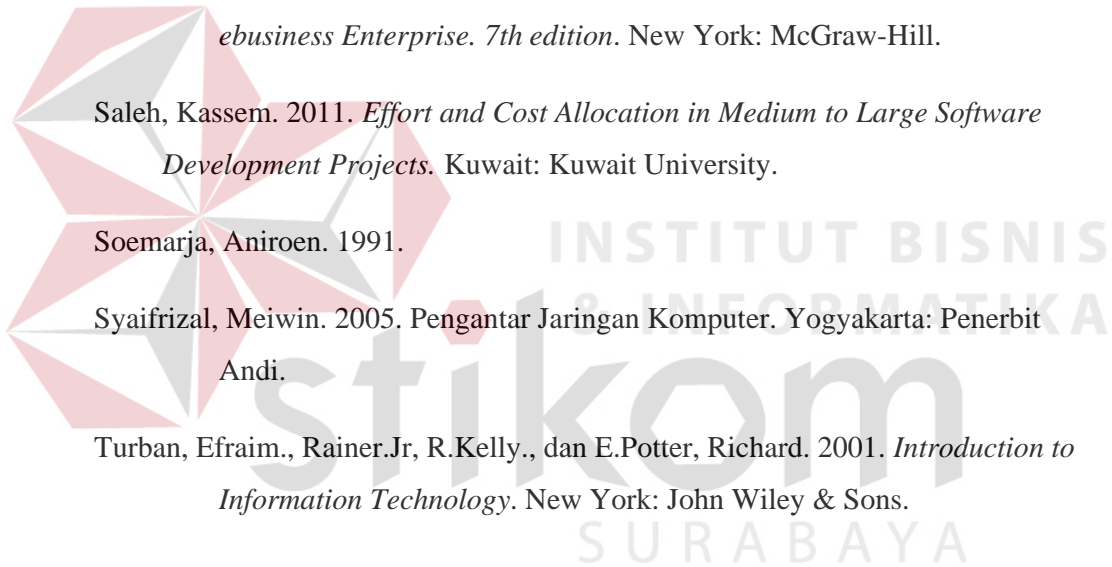 ebusiness Enterprise. 7th edition. New York: McGraw-Hill.
Saleh, Kassem. 2011. Effort and Cost Allocation in Medium to Large Software
Development Projects. Kuwait: Kuwait University.
Soemarja, Aniroen. 1991.
INSTITUT BISNIS
& INFORMATIKA
Syaifrizal, Meiwin. 2005. Pengantar Jaringan Komputer. Yogyakarta: Penerbit
Andi.
stikom
Turban, Efraim., Rainer.Jr, R.Kelly., dan E.Potter, Richard. 2001. Introduction to
Information Technology. New York: John Wiley & Sons.
SURABAYA